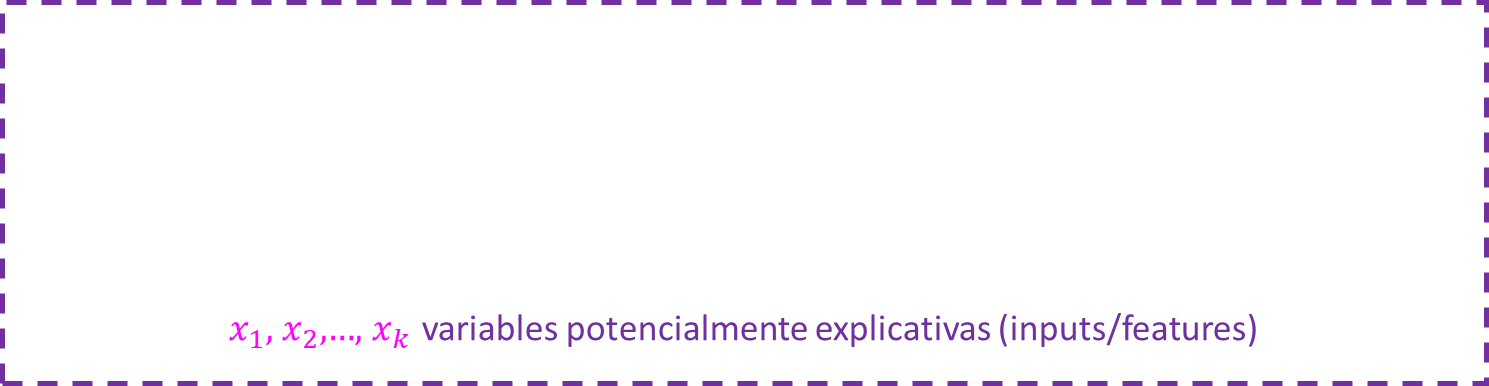 x₁, x₂,…, xₖ variables potencialmente explicativas (inputs/features)